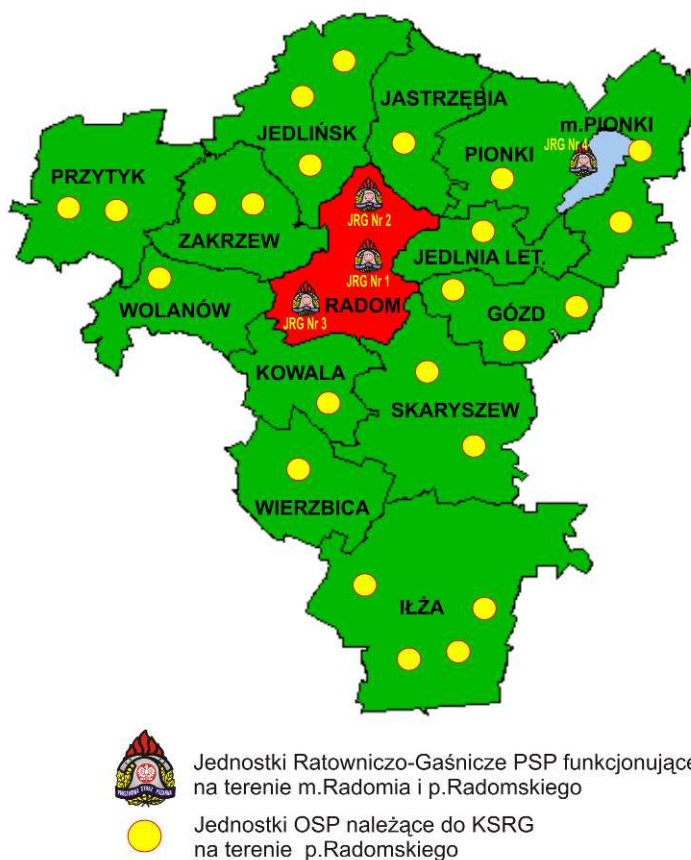 JASTRZĘBIA
m.PIONKI
JEDLIŃSK
JRG Nr 4
PIONKI
PRZYTYK
JRG Nr 2
ZAKRZEW
JEDLNIA LET.
JRG Nr 1
WOLANÓW
RADOM
GÓZD
JRG Nr 3
KOWALA
SKARYSZEW
WIERZBICA
IŁŻA
Jednostki Ratowniczo-Gaśnicze PSP funkcjonujące
na terenie m.Radomia i p.Radomskiego
Jednostki OSP należące do KSRG
na terenie p.Radomskiego